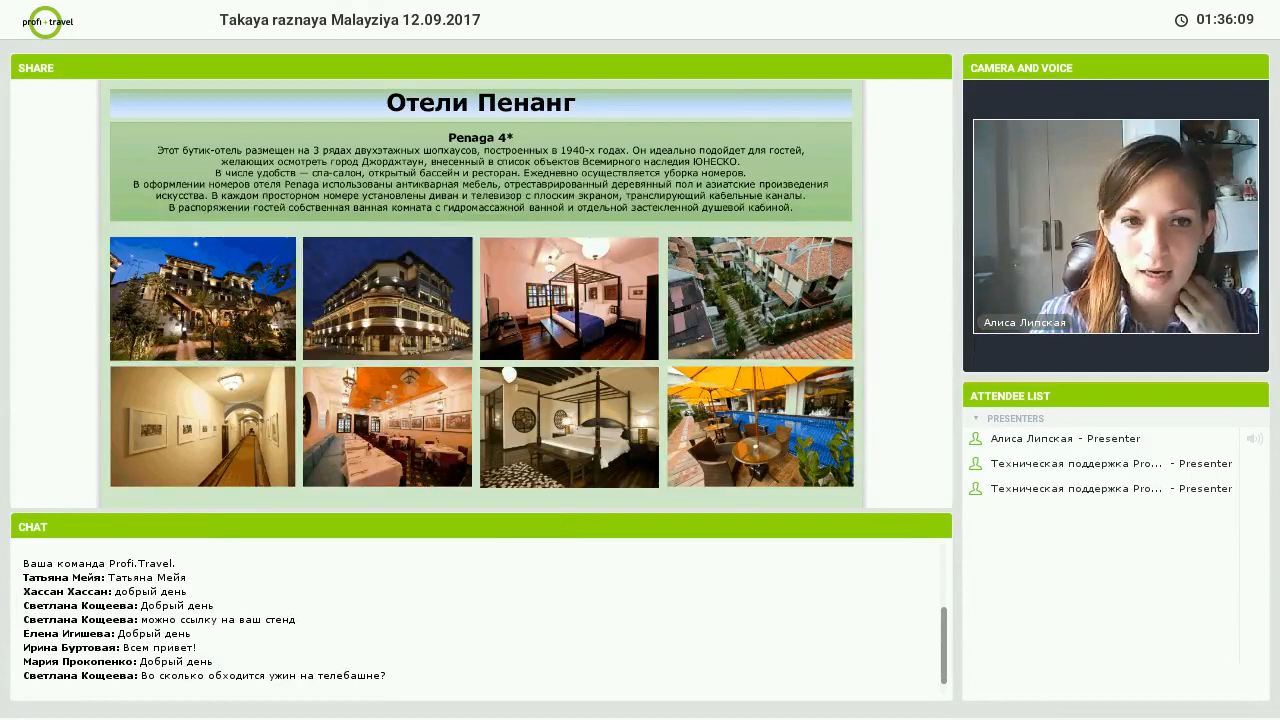 profi+travel
Takaya raznaya Malayziya 12.09.2017
01:36:09
SHARE
Отели Пенанг
Penaga 4*
Этот бутик-отель размещен на 3 рядах двухэтажных шопхаусов, построенных в 1940-х годах. Он идеально подойдет для гостей,
желающих осмотреть город Джорджтаун, внесенный в список объектов Всемирного наследия ЮНЕСКО.
В числе удобств — спа-салон, открытый бассейн и ресторан. Ежедневно осуществляется уборка номеров.
В оформлении номеров отеля Penaga использованы антикварная мебель, отреставрированный деревянный пол и азиатские произведения
искусства. В каждом просторном номере установлены диван и телевизор с плоским экраном, транслирующий кабельные каналы.
В распоряжении гостей собственная ванная комната с гидромассажной ванной и отдельной застекленной душевой кабиной.
CAMERA AND VOICE
Алиса Липская
ATTENDEE LIST
PRESENTERS
Алиса Липская - Presenter
Техническая поддержка Pro... - Presenter
Техническая поддержка Pro... - Presenter
CHAT
Ваша команда Profi.Travel.
Татьяна Мейя: Татьяна Мейя
Хассан Хассан: добрый день
Светлана Кощеева: Добрый день
Светлана Кощеева: можно ссылку на ваш стенд
Елена Игишева: Добрый день
Ирина Буртовая: Всем привет!
Мария Прокопенко: Добрый день
Светлана Кощеева: Во сколько обходится ужин на телебашне?